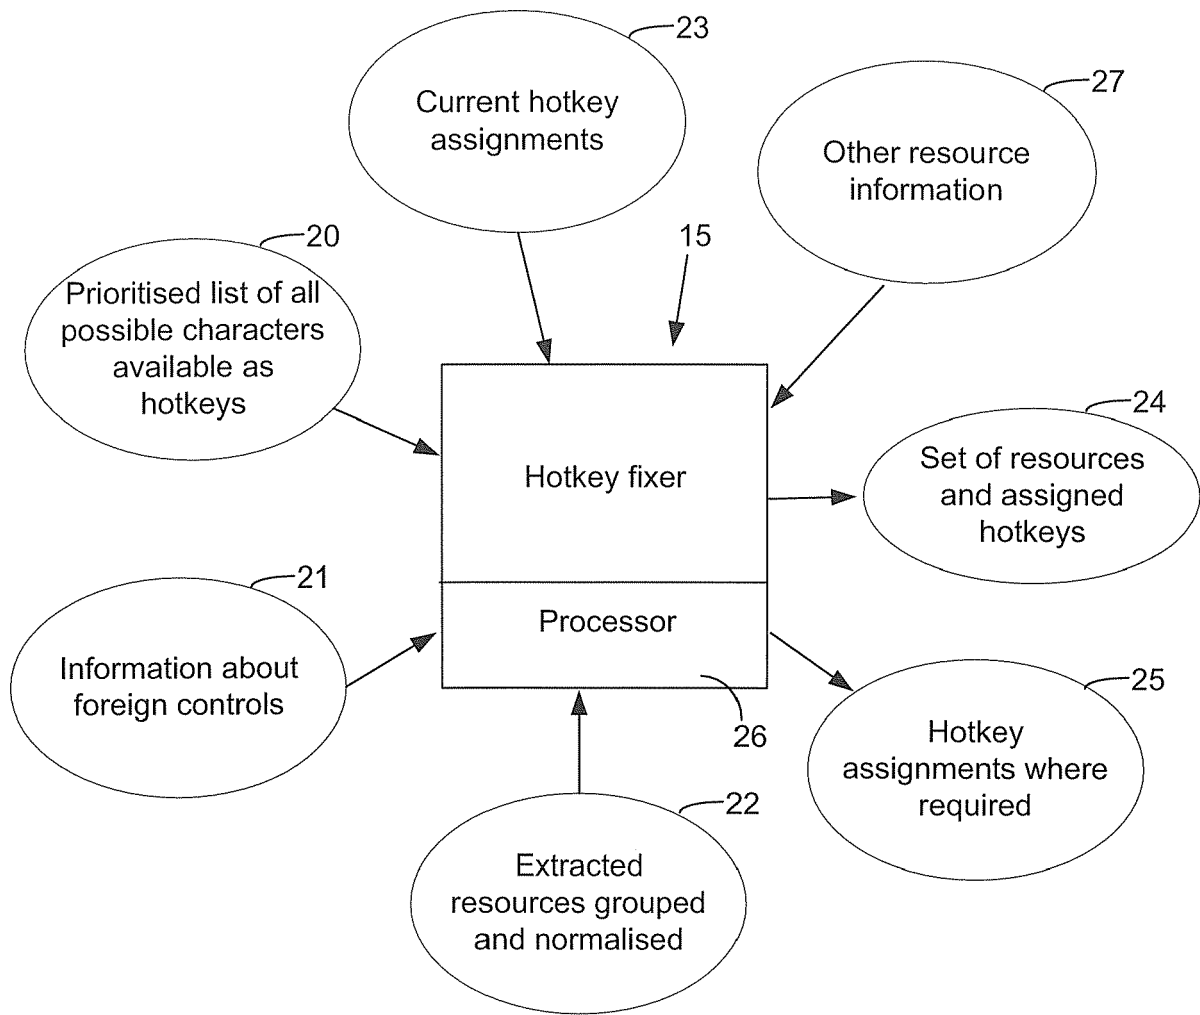 23
Current hotkey
assignments
27
Other resource
information
20
Prioritised list of all
possible characters
available as
hotkeys
15
24
Set of resources
and assigned
hotkeys
Hotkey fixer
21
Information about
foreign controls
Processor
26
25
Hotkey
assignments where
required
22
Extracted
resources grouped
and normalised